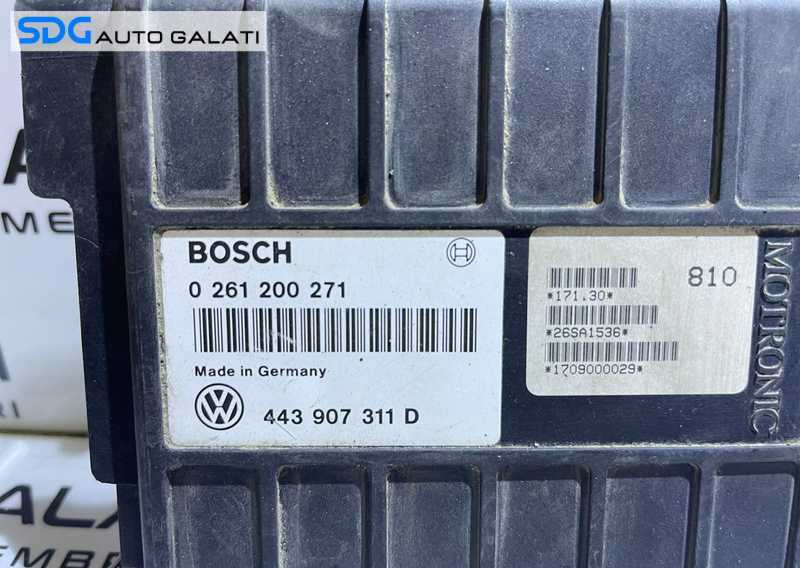 SDG AUTO GALATI
BOSCH
0 261 200 271
Made in Germany
443 907 311 D
810
*171.30*
*26SA1536*
*1709000029*
MOTRONIC